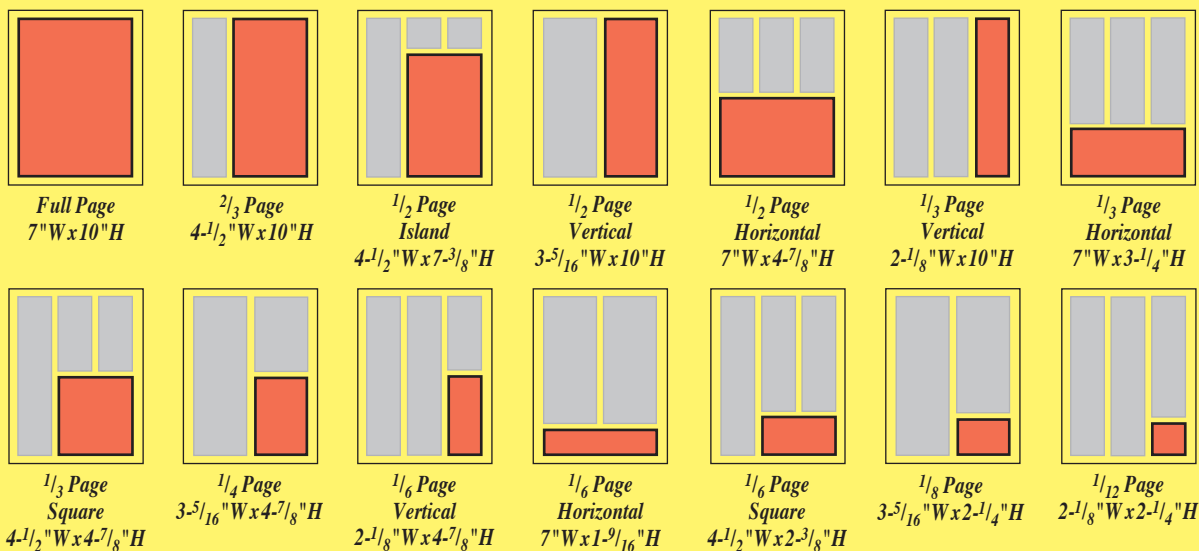 Full Page
7"W x 10"H
2/3 Page
4-1/2"W x 10"H
1/2 Page
Island
4-1/2"W x 7-3/8"H
1/2 Page
Vertical
3-5/16"W x 10"H
1/2 Page
Horizontal
7"W x 4-7/8"H
1/3 Page
Vertical
2-1/8"W x 10"H
1/3 Page
Horizontal
7"W x 3-1/4"H
1/3 Page
Square
4-1/2"W x 4-7/8"H
1/4 Page
3-5/16"W x 4-7/8"H
1/6 Page
Vertical
2-1/8"W x 4-7/8"H
1/6 Page
Horizontal
7"W x 1-9/16"H
1/6 Page
Square
4-1/2"W x 2-3/8"H
1/8 Page
3-5/16"W x 2-1/4"H
1/12 Page
2-1/8"W x 2-1/4"H